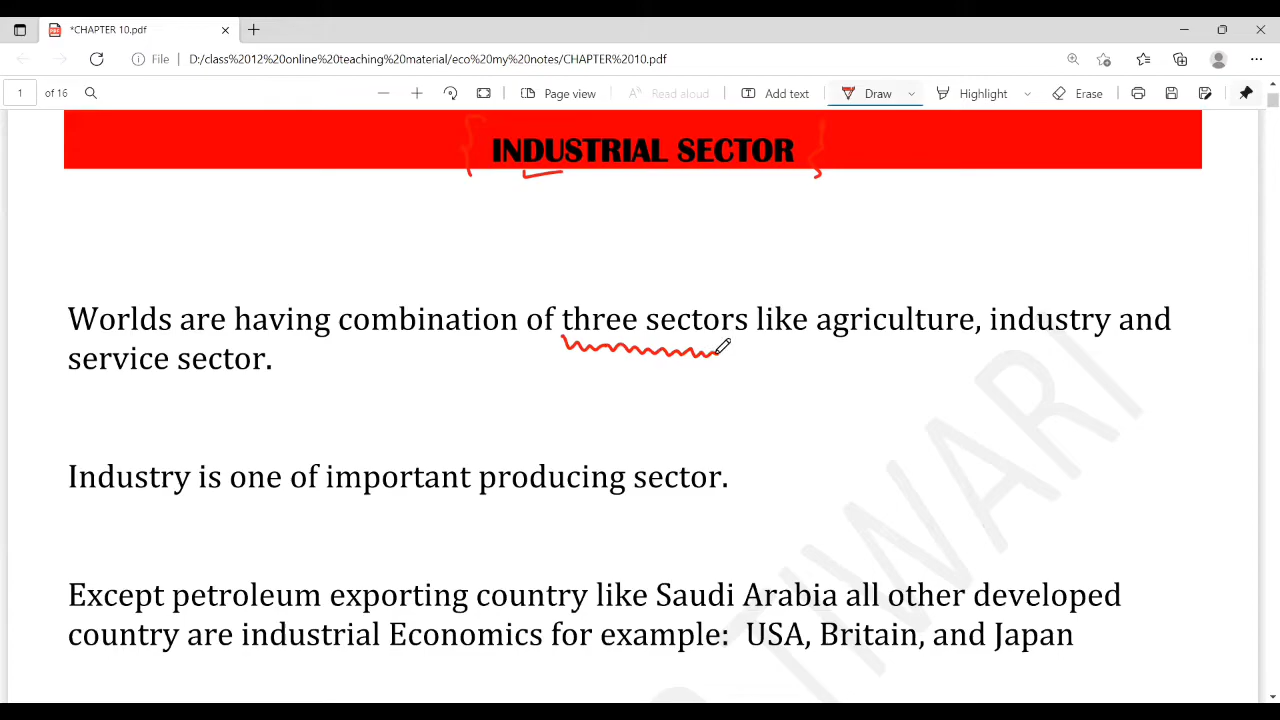 *CHAPTER 10.pdf
File D:/class%2012%20online%20teaching%20material/eco%20my%20notes/CHAPTER%2010.pdf
1 of 16 Page view Read aloud Add text Draw Highlight Erase
INDUSTRIAL SECTOR
Worlds are having combination of three sectors like agriculture, industry and
service sector.
Industry is one of important producing sector.
Except petroleum exporting country like Saudi Arabia all other developed
country are industrial Economics for example: USA, Britain, and Japan
TIWARI